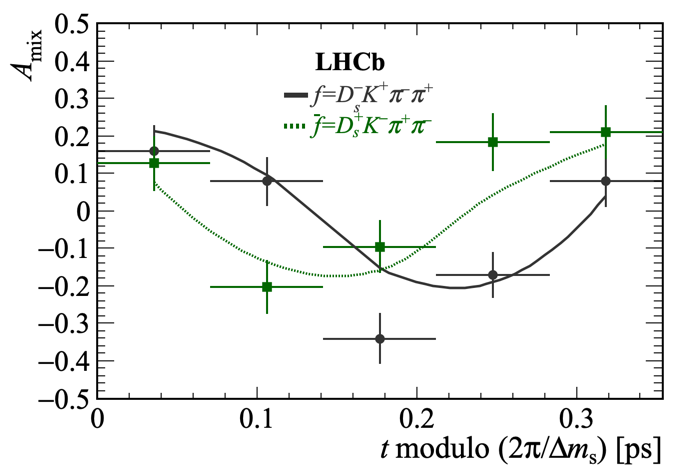 A_mix
LHCb
f=D_s^-K^+π^-π^+
f̄=D_s^+K^-π^+π^-
0.5
0.4
0.3
0.2
0.1
0
−0.1
−0.2
−0.3
−0.4
−0.5
0 0.1 0.2 0.3
t modulo (2π/Δm_s) [ps]